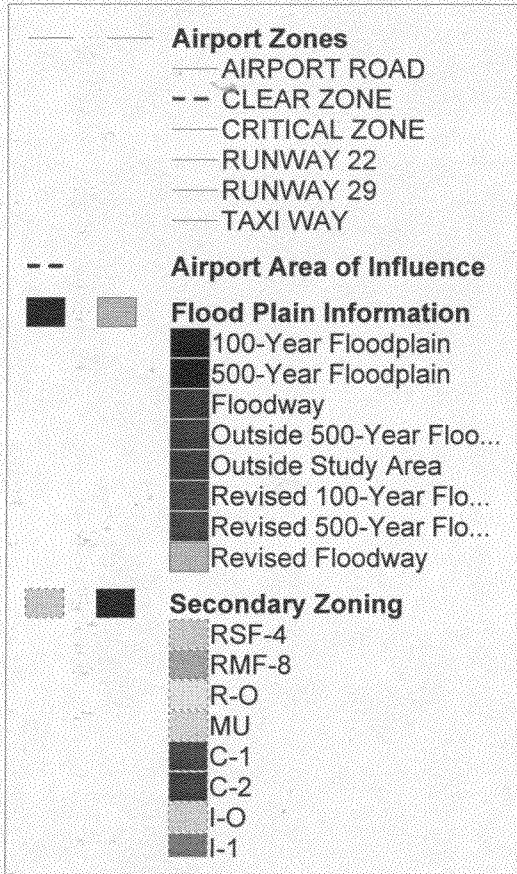 Airport Zones
AIRPORT ROAD
CLEAR ZONE
CRITICAL ZONE
RUNWAY 22
RUNWAY 29
TAXI WAY
Airport Area of Influence
Flood Plain Information
100-Year Floodplain
500-Year Floodplain
Floodway
Outside 500-Year Floo...
Outside Study Area
Revised 100-Year Flo...
Revised 500-Year Flo...
Revised Floodway
Secondary Zoning
RSF-4
RMF-8
R-O
MU
C-1
C-2
I-O
I-1